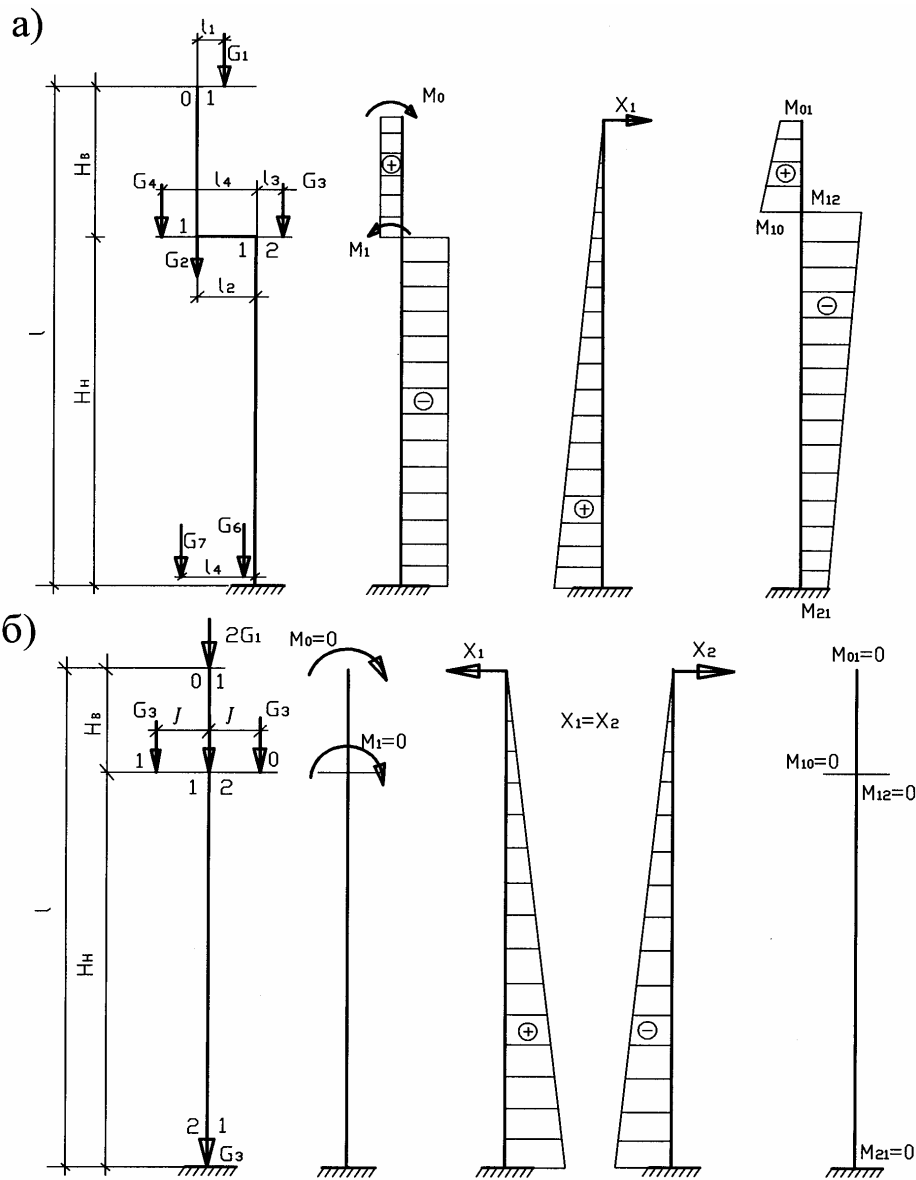 а)
l1
G1
0 1
M0
X1
M01
HВ
G4 l4 l3 G3
+
+
1
1 2
M1
M12
M10
G2
l2
−
l
HН
−
+
G7 G6
l4
M21
б)
2G1
M0=0
X1
X2
M01=0
0 1
HВ
G3 J J G3
X1=X2
M1=0
1 0
1 2
M10=0
M12=0
l
HН
+
−
2 1
G3
M21=0